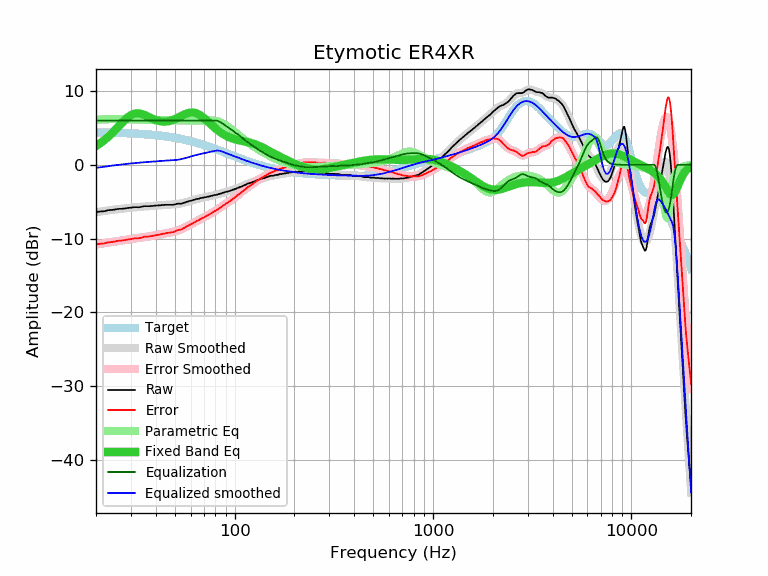 Etymotic ER4XR
Amplitude (dBr)
10
0
−10
−20
−30
−40
Target
Raw Smoothed
Error Smoothed
Raw
Error
Parametric Eq
Fixed Band Eq
Equalization
Equalized smoothed
100
1000
10000
Frequency (Hz)